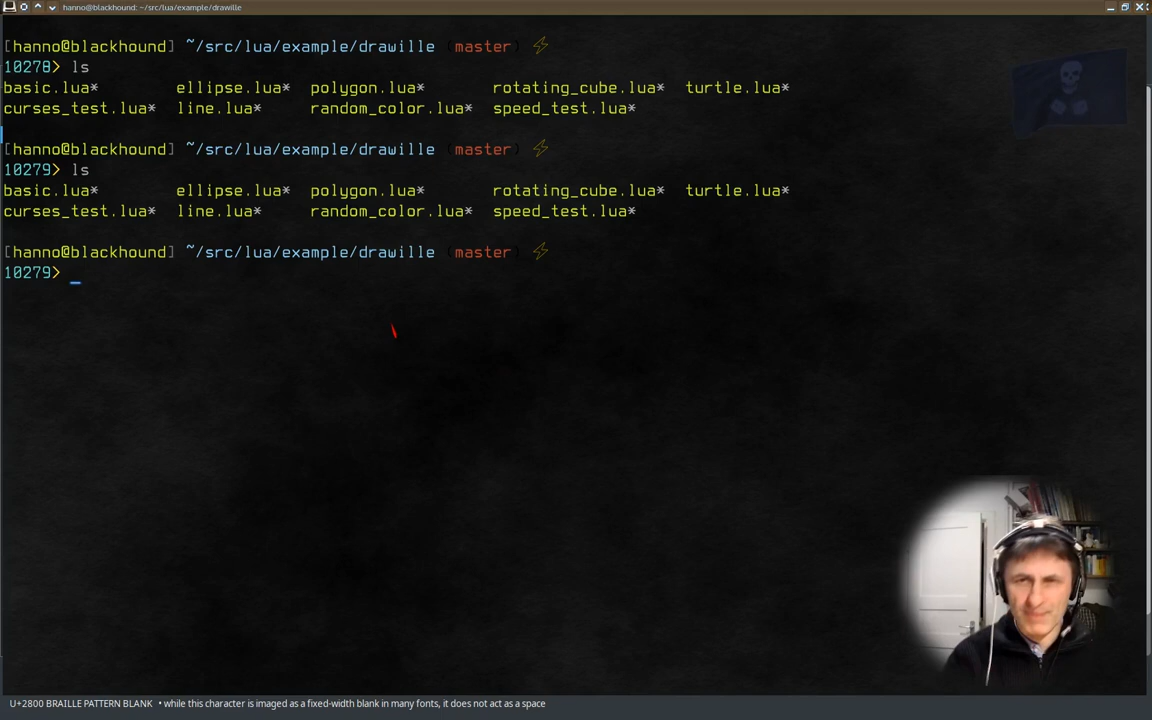 hanno@blackhound: ~/src/lua/example/drawille
[hanno@blackhound] ~/src/lua/example/drawille (master) ⚡
10278> ls
basic.lua* ellipse.lua* polygon.lua* rotating_cube.lua* turtle.lua*
curses_test.lua* line.lua* random_color.lua* speed_test.lua*
[hanno@blackhound] ~/src/lua/example/drawille (master) ⚡
10279> ls
basic.lua* ellipse.lua* polygon.lua* rotating_cube.lua* turtle.lua*
curses_test.lua* line.lua* random_color.lua* speed_test.lua*
[hanno@blackhound] ~/src/lua/example/drawille (master) ⚡
10279> _
U+2800 BRAILLE PATTERN BLANK • while this character is imaged as a fixed-width blank in many fonts, it does not act as a space